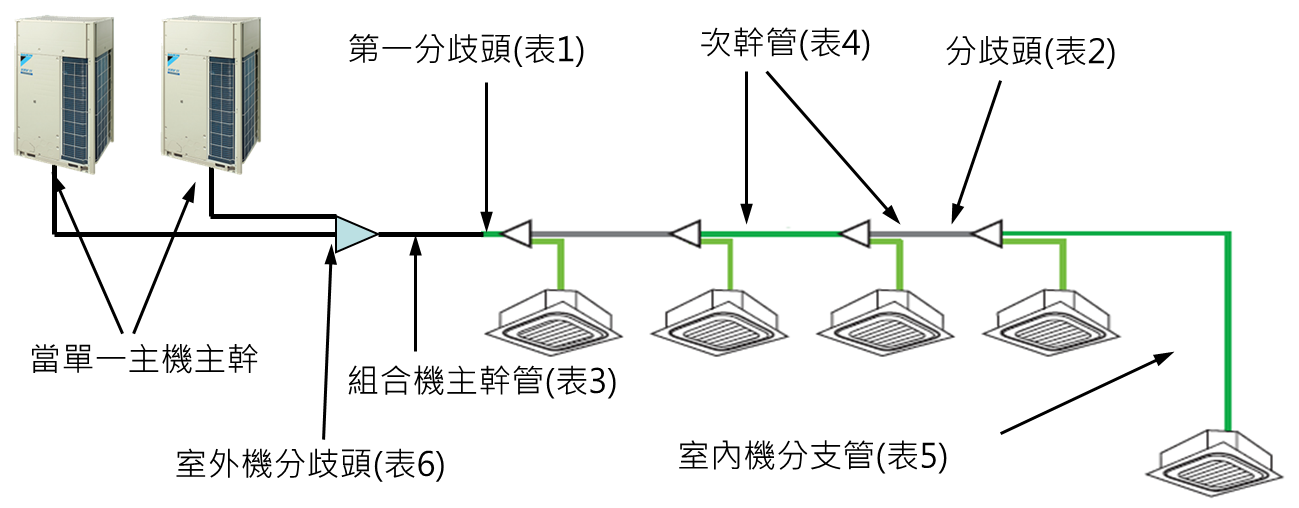 第一分歧頭(表1)
次幹管(表4)
分歧頭(表2)
當單一主機主幹
組合機主幹管(表3)
室外機分歧頭(表6)
室內機分支管(表5)